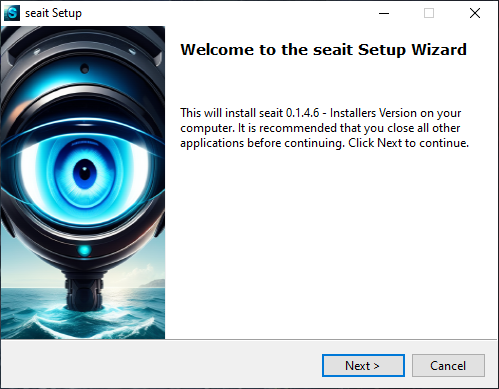 seait Setup
Welcome to the seait Setup Wizard
This will install seait 0.1.4.6 - Installers Version on your
computer. It is recommended that you close all other
applications before continuing. Click Next to continue.
Next >
Cancel